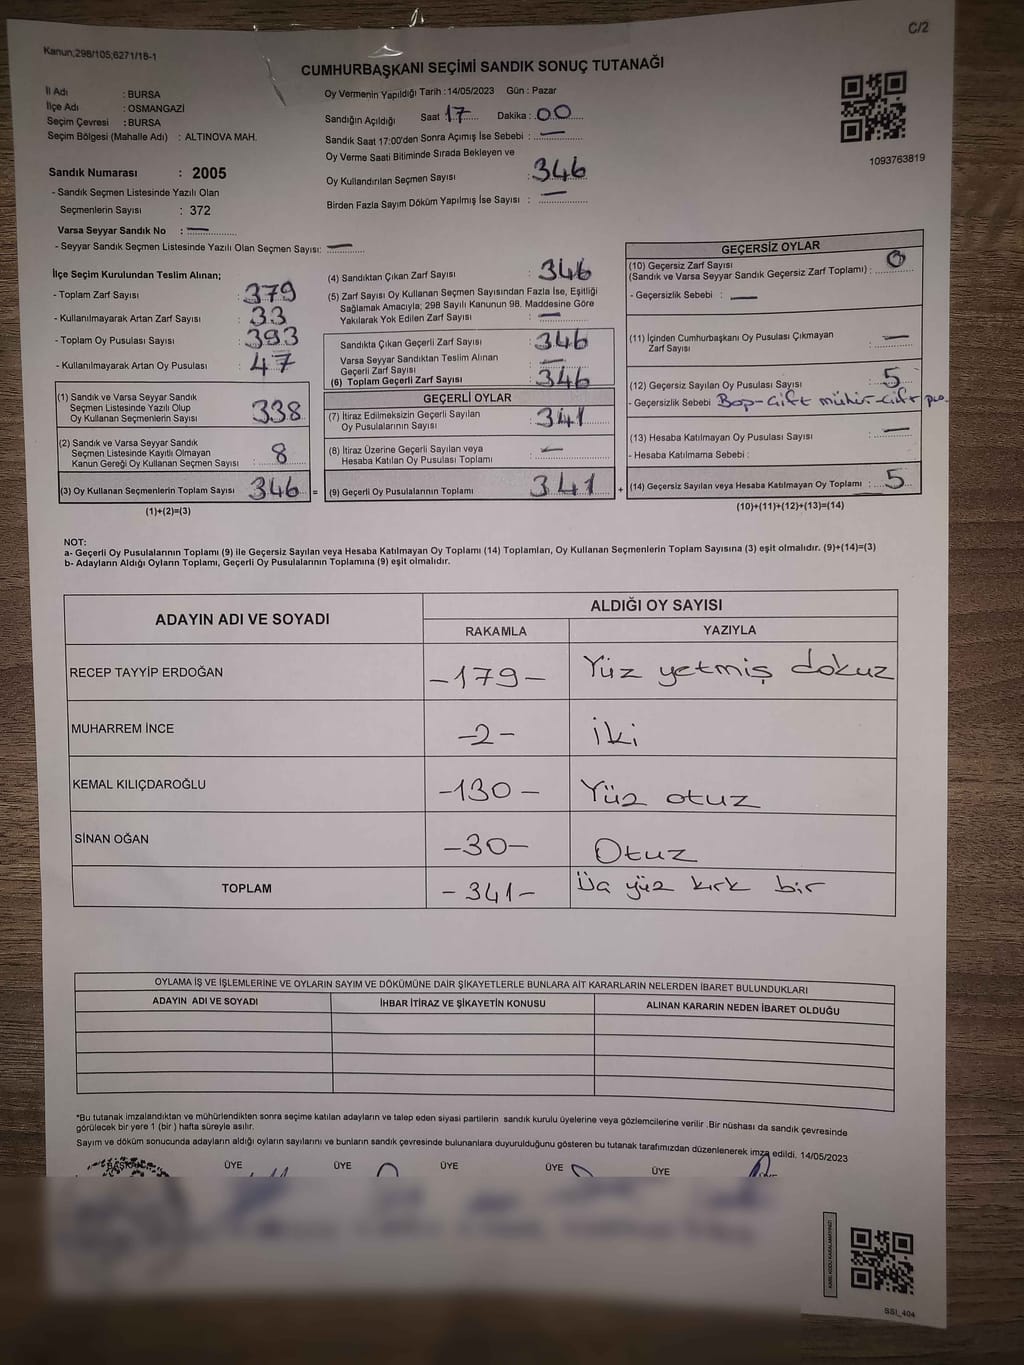 C/2
Kanun;298/105;6271/18-1
CUMHURBAŞKANI SEÇİMİ SANDIK SONUÇ TUTANAĞI
İl Adı : BURSA
İlçe Adı : OSMANGAZİ
Seçim Çevresi : BURSA
Seçim Bölgesi (Mahalle Adı) : ALTINOVA MAH.
Oy Vermenin Yapıldığı Tarih : 14/05/2023 Gün : Pazar
Sandığın Açıldığı Saat 17 Dakika : 00
Sandık Saat 17:00'den Sonra Açımış İse Sebebi : —
Oy Verme Saati Bitiminde Sırada Bekleyen ve
Oy Kullandırılan Seçmen Sayısı : 346
Birden Fazla Sayım Döküm Yapılmış İse Sayısı : —
1093763819
Sandık Numarası : 2005
- Sandık Seçmen Listesinde Yazılı Olan
Seçmenlerin Sayısı : 372
Varsa Seyyar Sandık No : —
- Seyyar Sandık Seçmen Listesinde Yazılı Olan Seçmen Sayısı: —
İlçe Seçim Kurulundan Teslim Alınan;
- Toplam Zarf Sayısı : 379
- Kullanılmayarak Artan Zarf Sayısı : 33
- Toplam Oy Pusulası Sayısı : 393
- Kullanılmayarak Artan Oy Pusulası : 47
(1) Sandık ve Varsa Seyyar Sandık
Seçmen Listesinde Yazılı Olup
Oy Kullanan Seçmenlerin Sayısı : 338
(2) Sandık ve Varsa Seyyar Sandık
Seçmen Listesinde Kayıtlı Olmayan
Kanun Gereği Oy Kullanan Seçmen Sayısı : 8
(3) Oy Kullanan Seçmenlerin Toplam Sayısı 346 =
(1)+(2)=(3)
(4) Sandıktan Çıkan Zarf Sayısı : 346
(5) Zarf Sayısı Oy Kullanan Seçmen Sayısından Fazla İse, Eşitliği
Sağlamak Amacıyla; 298 Sayılı Kanunun 98. Maddesine Göre
Yakılarak Yok Edilen Zarf Sayısı : —
Sandıkta Çıkan Geçerli Zarf Sayısı : 346
Varsa Seyyar Sandıktan Teslim Alınan
Geçerli Zarf Sayısı : —
(6) Toplam Geçerli Zarf Sayısı : 346
GEÇERLİ OYLAR
(7) İtiraz Edilmeksizin Geçerli Sayılan
Oy Pusulalarının Sayısı : 341
(8) İtiraz Üzerine Geçerli Sayılan veya
Hesaba Katılan Oy Pusulası Toplamı : —
(9) Geçerli Oy Pusulalarının Toplamı : 341 +
GEÇERSİZ OYLAR
(10) Geçersiz Zarf Sayısı
(Sandık ve Varsa Seyyar Sandık Geçersiz Zarf Toplamı) : 0
- Geçersizlik Sebebi : —
(11) İçinden Cumhurbaşkanı Oy Pusulası Çıkmayan
Zarf Sayısı : —
(12) Geçersiz Sayılan Oy Pusulası Sayısı : 5
- Geçersizlik Sebebi Boş-Çift mühür-Çift pus.
(13) Hesaba Katılmayan Oy Pusulası Sayısı : —
- Hesaba Katılmama Sebebi :
(14) Geçersiz Sayılan veya Hesaba Katılmayan Oy Toplamı : 5
(10)+(11)+(12)+(13)=(14)
NOT:
a- Geçerli Oy Pusulalarının Toplamı (9) ile Geçersiz Sayılan veya Hesaba Katılmayan Oy Toplamı (14) Toplamları, Oy Kullanan Seçmenlerin Toplam Sayısına (3) eşit olmalıdır. (9)+(14)=(3)
b- Adayların Aldığı Oyların Toplamı, Geçerli Oy Pusulalarının Toplamına (9) eşit olmalıdır.
ADAYIN ADI VE SOYADI ALDIĞI OY SAYISI
RAKAMLA YAZIYLA
RECEP TAYYİP ERDOĞAN -179- Yüz yetmiş dokuz
MUHARREM İNCE -2- İki
KEMAL KILIÇDAROĞLU -130- Yüz otuz
SİNAN OĞAN -30- Otuz
TOPLAM -341- Üç yüz kırk bir
OYLAMA İŞ VE İŞLEMLERİNE VE OYLARIN SAYIM VE DÖKÜMÜNE DAİR ŞİKAYETLERLE BUNLARA AİT KARARLARIN NELERDEN İBARET BULUNDUKLARI
ADAYIN ADI VE SOYADI İHBAR İTİRAZ VE ŞİKAYETİN KONUSU ALINAN KARARIN NEDEN İBARET OLDUĞU
*Bu tutanak imzalandıktan ve mühürlendikten sonra seçime katılan adayların ve talep eden siyasi partilerin sandık kurulu üyelerine veya gözlemcilerine verilir .Bir nüshası da sandık çevresinde
görülecek bir yere 1 (bir ) hafta süreyle asılır.
Sayım ve döküm sonucunda adayların aldığı oyların sayılarını ve bunların sandık çevresinde bulunanlara duyurulduğunu gösteren bu tutanak tarafımızdan düzenlenerek imza edildi. 14/05/2023
BAŞKAN ÜYE ÜYE ÜYE ÜYE ÜYE
KARE KODU KARALAMAYINIZ!
SSI_404